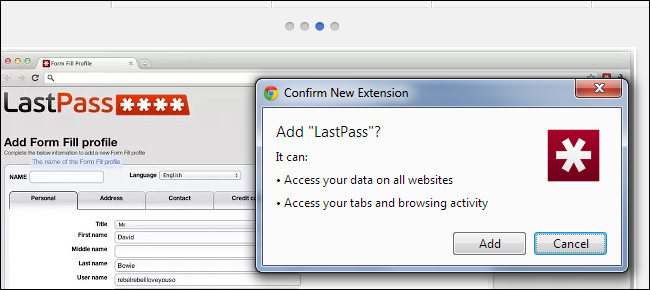 Form Fill Profile
LastPass ****
Add Form Fill profile
Complete the below information to add a new Form Fill profile
The name of the Form Fill profile
NAME
Language English
Personal Address Contact Credit ca
Title Mr
First name David
Middle name
Last name Bowie
User name rebelrebeliloveyouso
Confirm New Extension
Add "LastPass"?
It can:
• Access your data on all websites
• Access your tabs and browsing activity
Add Cancel